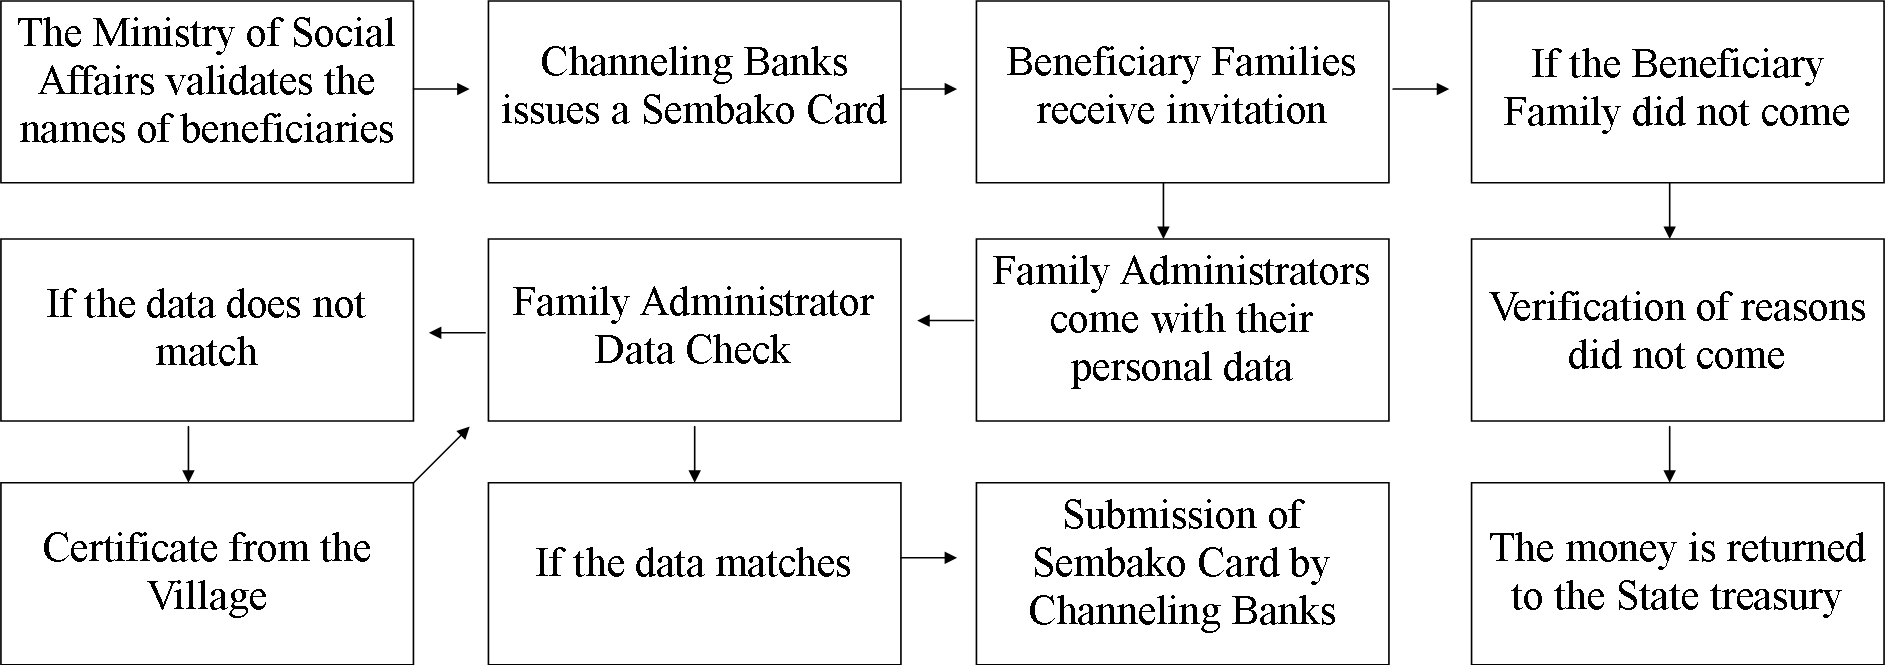 The Ministry of Social
Affairs validates the
names of beneficiaries
Channeling Banks
issues a Sembako Card
Beneficiary Families
receive invitation
If the Beneficiary
Family did not come
If the data does not
match
Family Administrator
Data Check
Family Administrators
come with their
personal data
Verification of reasons
did not come
Certificate from the
Village
If the data matches
Submission of
Sembako Card by
Channeling Banks
The money is returned
to the State treasury